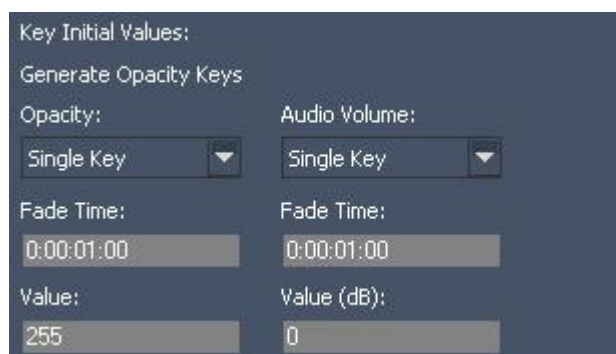 Key Initial Values:
Generate Opacity Keys
Opacity: Audio Volume:
Single Key Single Key
Fade Time: Fade Time:
0:00:01:00 0:00:01:00
Value: Value (dB):
255 0